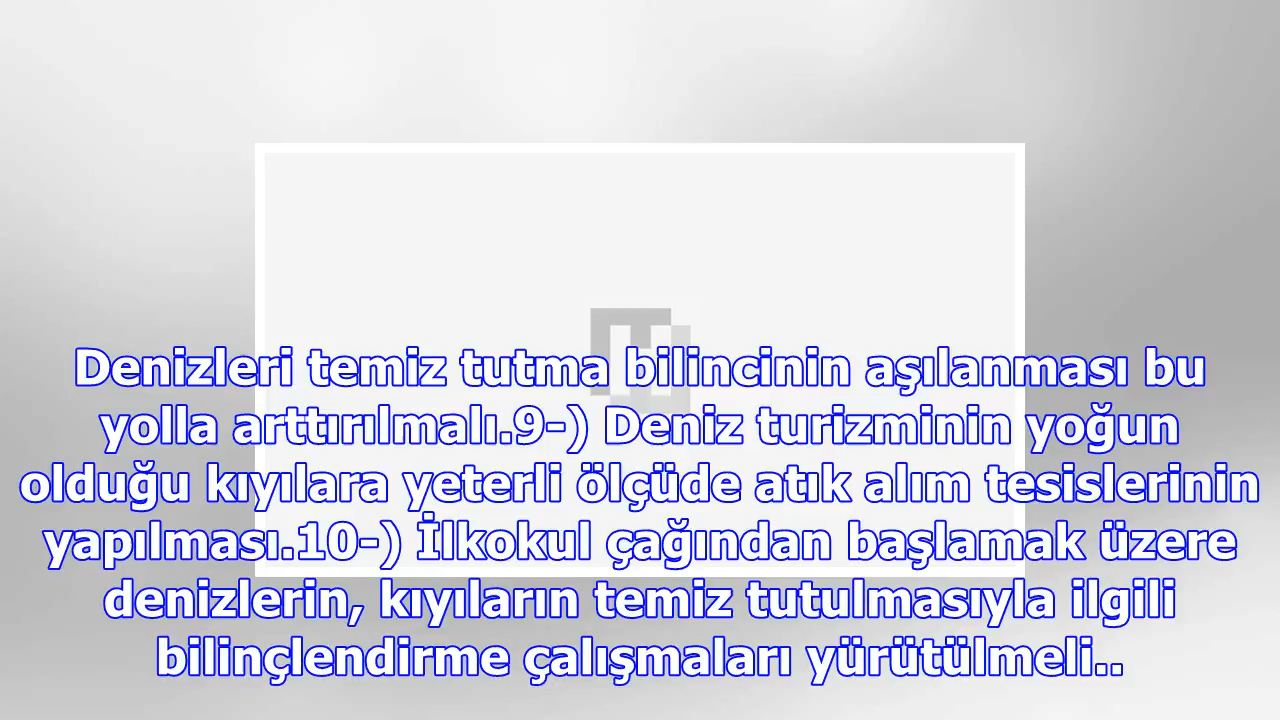 Denizleri temiz tutma bilincinin aşılanması bu
yolla arttırılmalı.9-) Deniz turizminin yoğun
olduğu kıyılara yeterli ölçüde atık alım tesislerinin
yapılması.10-) İlkokul çağından başlamak üzere
denizlerin, kıyıların temiz tutulmasıyla ilgili
bilinçlendirme çalışmaları yürütülmeli..